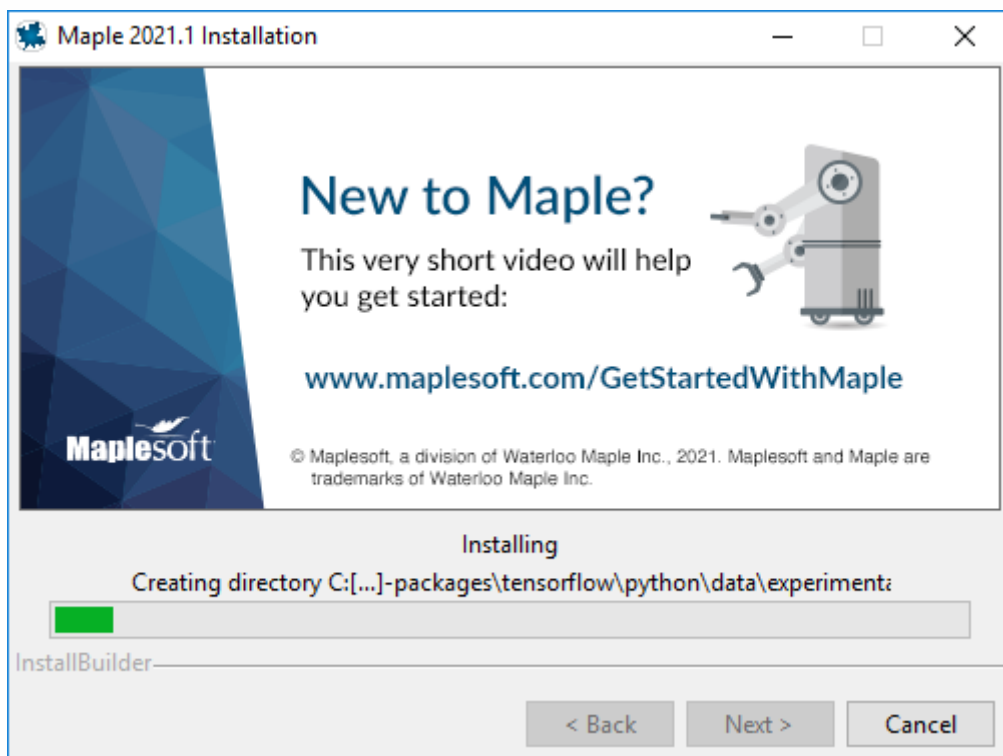 Maple 2021.1 Installation
New to Maple?
This very short video will help
you get started:
www.maplesoft.com/GetStartedWithMaple
Maplesoft
© Maplesoft, a division of Waterloo Maple Inc., 2021. Maplesoft and Maple are
trademarks of Waterloo Maple Inc.
Installing
Creating directory C:[...]-packages\tensorflow\python\data\experimenta
InstallBuilder
< Back Next > Cancel